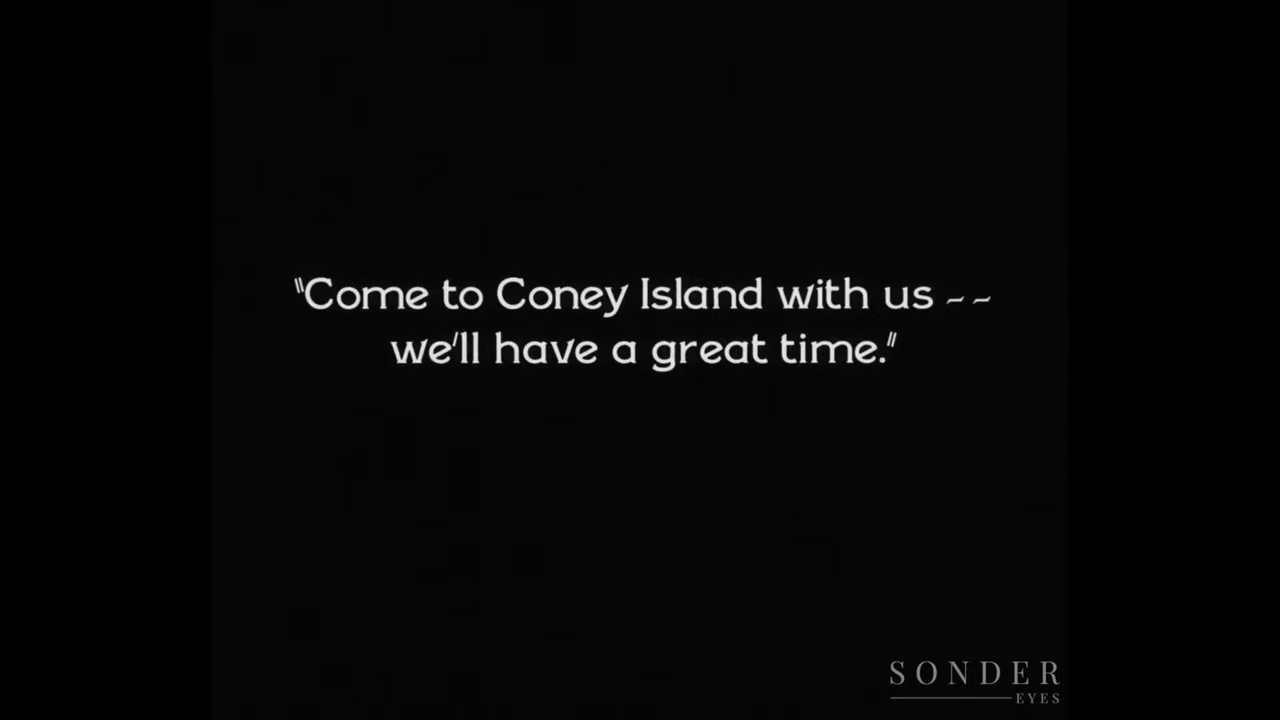 "Come to Coney Island with us --
we'll have a great time."
SONDER
EYES